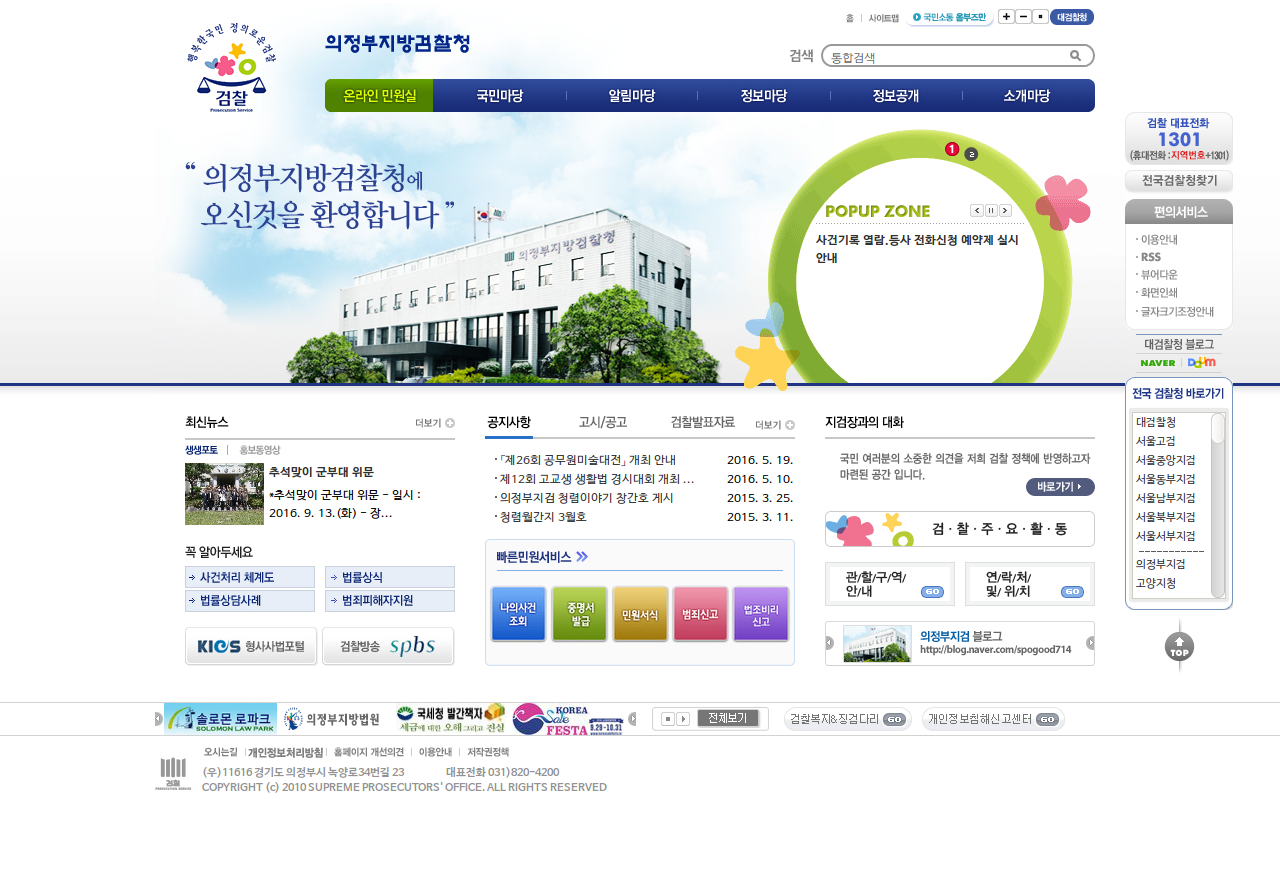 홈 사이트맵 국민소통 옴부즈만 대검찰청
행복한국민 정의로운검찰
검찰
Prosecution Service
의정부지방검찰청
검색 통합검색
온라인 민원실 국민마당 알림마당 정보마당 정보공개 소개마당
“ 의정부지방검찰청에
오신것을 환영합니다 ”
의정부지방검찰청
1 2
POPUP ZONE
사건기록 열람.등사 전화신청 예약제 실시
안내
검찰 대표전화
1301
(휴대전화 : 지역번호+1301)
전국검찰청찾기
편의서비스
· 이용안내
· RSS
· 뷰어다운
· 화면인쇄
· 글자크기조정안내
대검찰청 블로그
NAVER Daum
전국 검찰청 바로가기
대검찰청
서울고검
서울중앙지검
서울동부지검
서울남부지검
서울북부지검
서울서부지검
-----------
의정부지검
고양지청
TOP
최신뉴스 더보기
생생포토 홍보동영상
추석맞이 군부대 위문
*추석맞이 군부대 위문 - 일시 :
2016. 9. 13.(화) - 장...
꼭 알아두세요
사건처리 체계도 법률상식
법률상담사례 범죄피해자지원
KICS 형사사법포털 검찰방송 spbs
공지사항 고시/공고 검찰발표자료 더보기
· 「제26회 공무원미술대전」 개최 안내 2016. 5. 19.
· 제12회 고교생 생활법 경시대회 개최 ... 2016. 5. 10.
· 의정부지검 청렴이야기 창간호 게시 2015. 3. 25.
· 청렴월간지 3월호 2015. 3. 11.
빠른민원서비스
나의사건
조회
증명서
발급
민원서식
범죄신고
법조비리
신고
지검장과의 대화
국민 여러분의 소중한 의견을 저희 검찰 정책에 반영하고자
마련된 공간 입니다.
바로가기
검 · 찰 · 주 · 요 · 활 · 동
관/할/구/역/
안/내 GO
연/락/처/
및/ 위/치 GO
의정부지검 블로그
http://blog.naver.com/spogood714
솔로몬 로파크
SOLOMON LAW PARK
의정부지방법원
국세청 발간책자
세금에 대한 오해 그리고 진실
KOREA
Sale
FESTA
9.29-10.31
전체보기
검찰복지&징검다리 GO
개인정보침해신고센터 GO
오시는길 개인정보처리방침 홈페이지 개선의견 이용안내 저작권정책
검찰
PROSECUTION SERVICE
(우)11616 경기도 의정부시 녹양로34번길 23 대표전화 031)820-4200
COPYRIGHT (c) 2010 SUPREME PROSECUTORS' OFFICE. ALL RIGHTS RESERVED